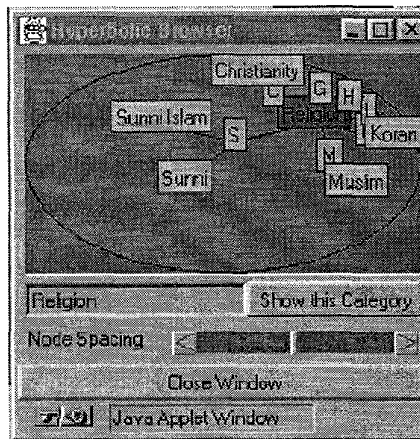 Hyperbolic Browser
Christianity
C G H
Religion
Sunni Islam
S
Koran
M
Sunni
Musim
Religion
Show this Category
Node Spacing
Close Window
Java Applet Window